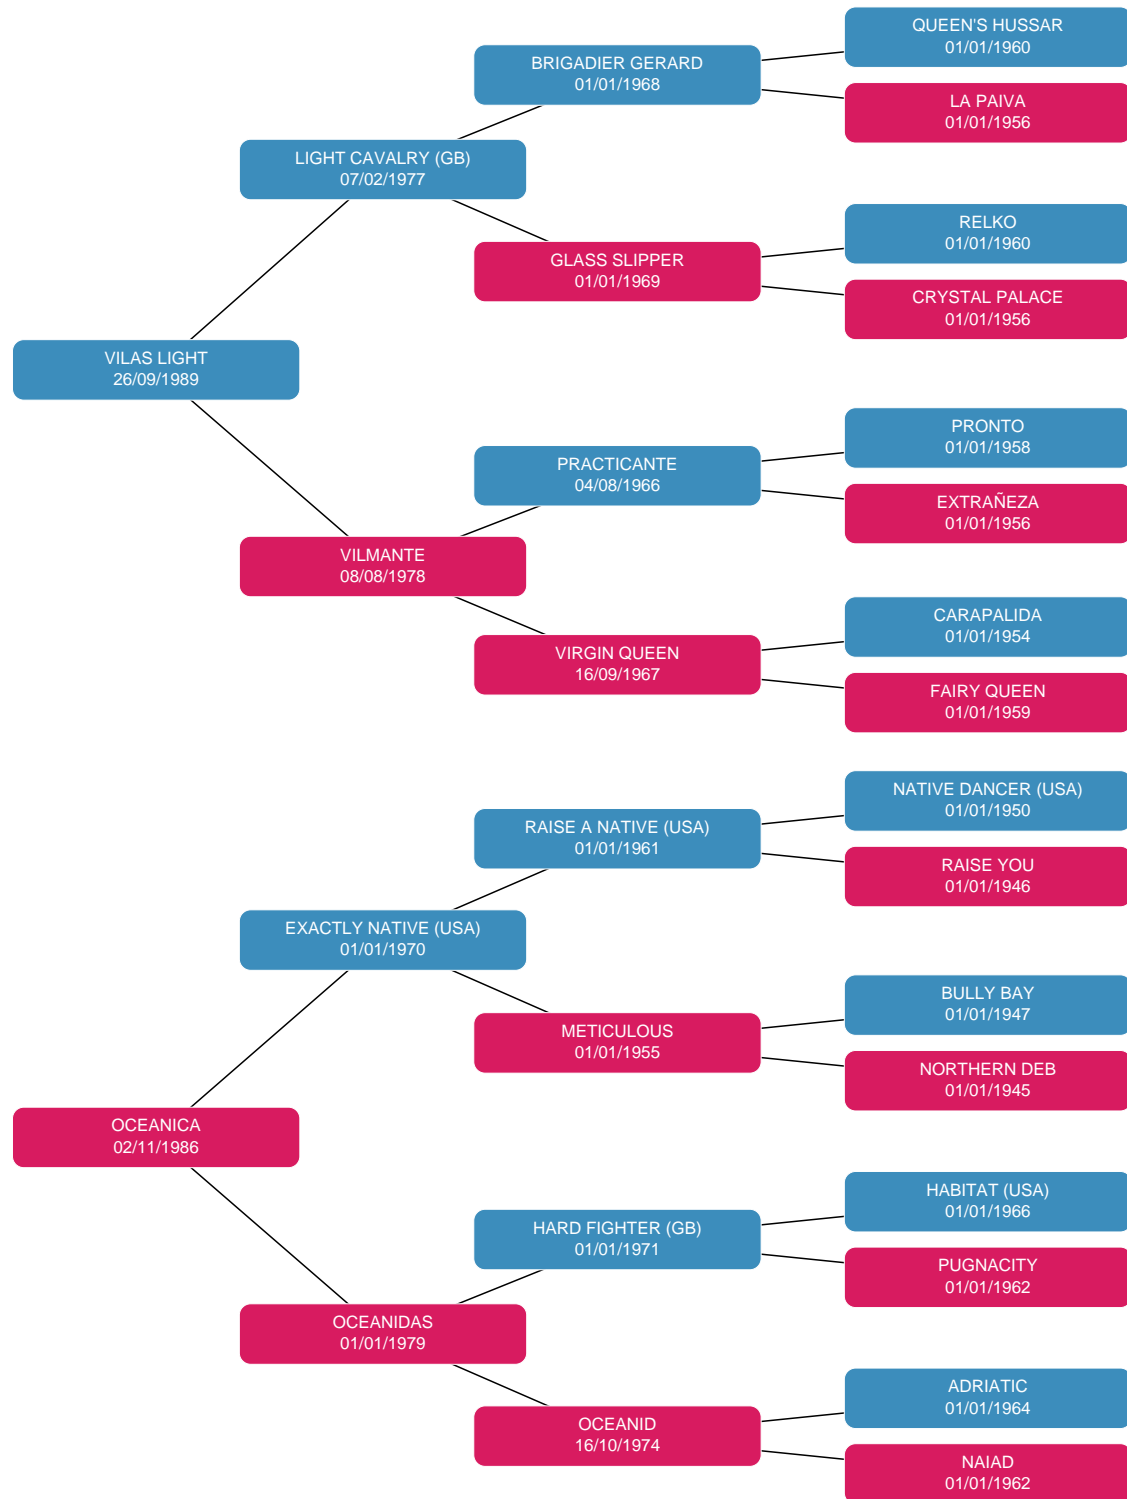 QUEEN'S HUSSAR
01/01/1960
BRIGADIER GERARD
01/01/1968
LA PAIVA
01/01/1956
LIGHT CAVALRY (GB)
07/02/1977
RELKO
01/01/1960
GLASS SLIPPER
01/01/1969
CRYSTAL PALACE
01/01/1956
VILAS LIGHT
26/09/1989
PRONTO
01/01/1958
PRACTICANTE
04/08/1966
EXTRAÑEZA
01/01/1956
VILMANTE
08/08/1978
CARAPALIDA
01/01/1954
VIRGIN QUEEN
16/09/1967
FAIRY QUEEN
01/01/1959
NATIVE DANCER (USA)
01/01/1950
RAISE A NATIVE (USA)
01/01/1961
RAISE YOU
01/01/1946
EXACTLY NATIVE (USA)
01/01/1970
BULLY BAY
01/01/1947
METICULOUS
01/01/1955
NORTHERN DEB
01/01/1945
OCEANICA
02/11/1986
HABITAT (USA)
01/01/1966
HARD FIGHTER (GB)
01/01/1971
PUGNACITY
01/01/1962
OCEANIDAS
01/01/1979
ADRIATIC
01/01/1964
OCEANID
16/10/1974
NAIAD
01/01/1962